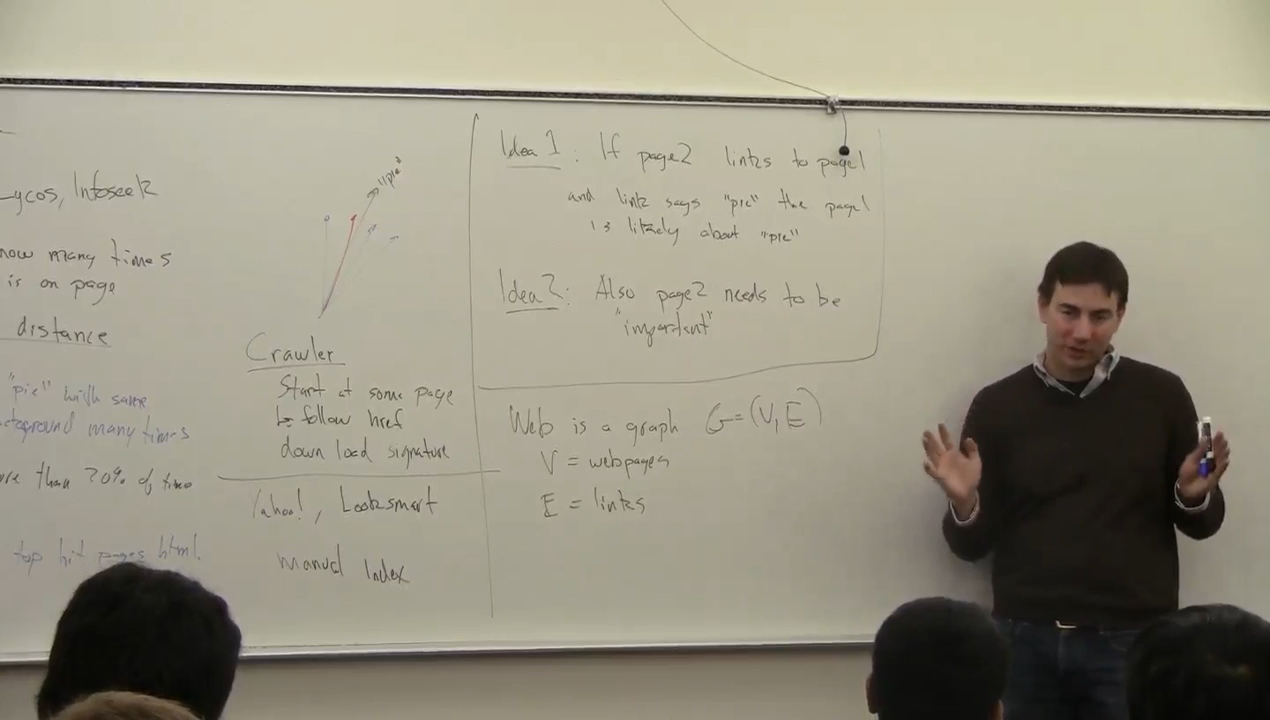 Lycos, Infoseek
how many times
is on page
distance
"pie" with same
background many times
more than 20% of time
top hit pages html.
"pie"
Crawler
Start at some page
follow href
down load signature
Yahoo!, Looksmart
manual Index
Idea 1: If page2 links to page1
and link says "pie" the page1
is likely about "pie"
Idea 2: Also page2 needs to be
"important"
Web is a graph G=(V,E)
V = webpages
E = links